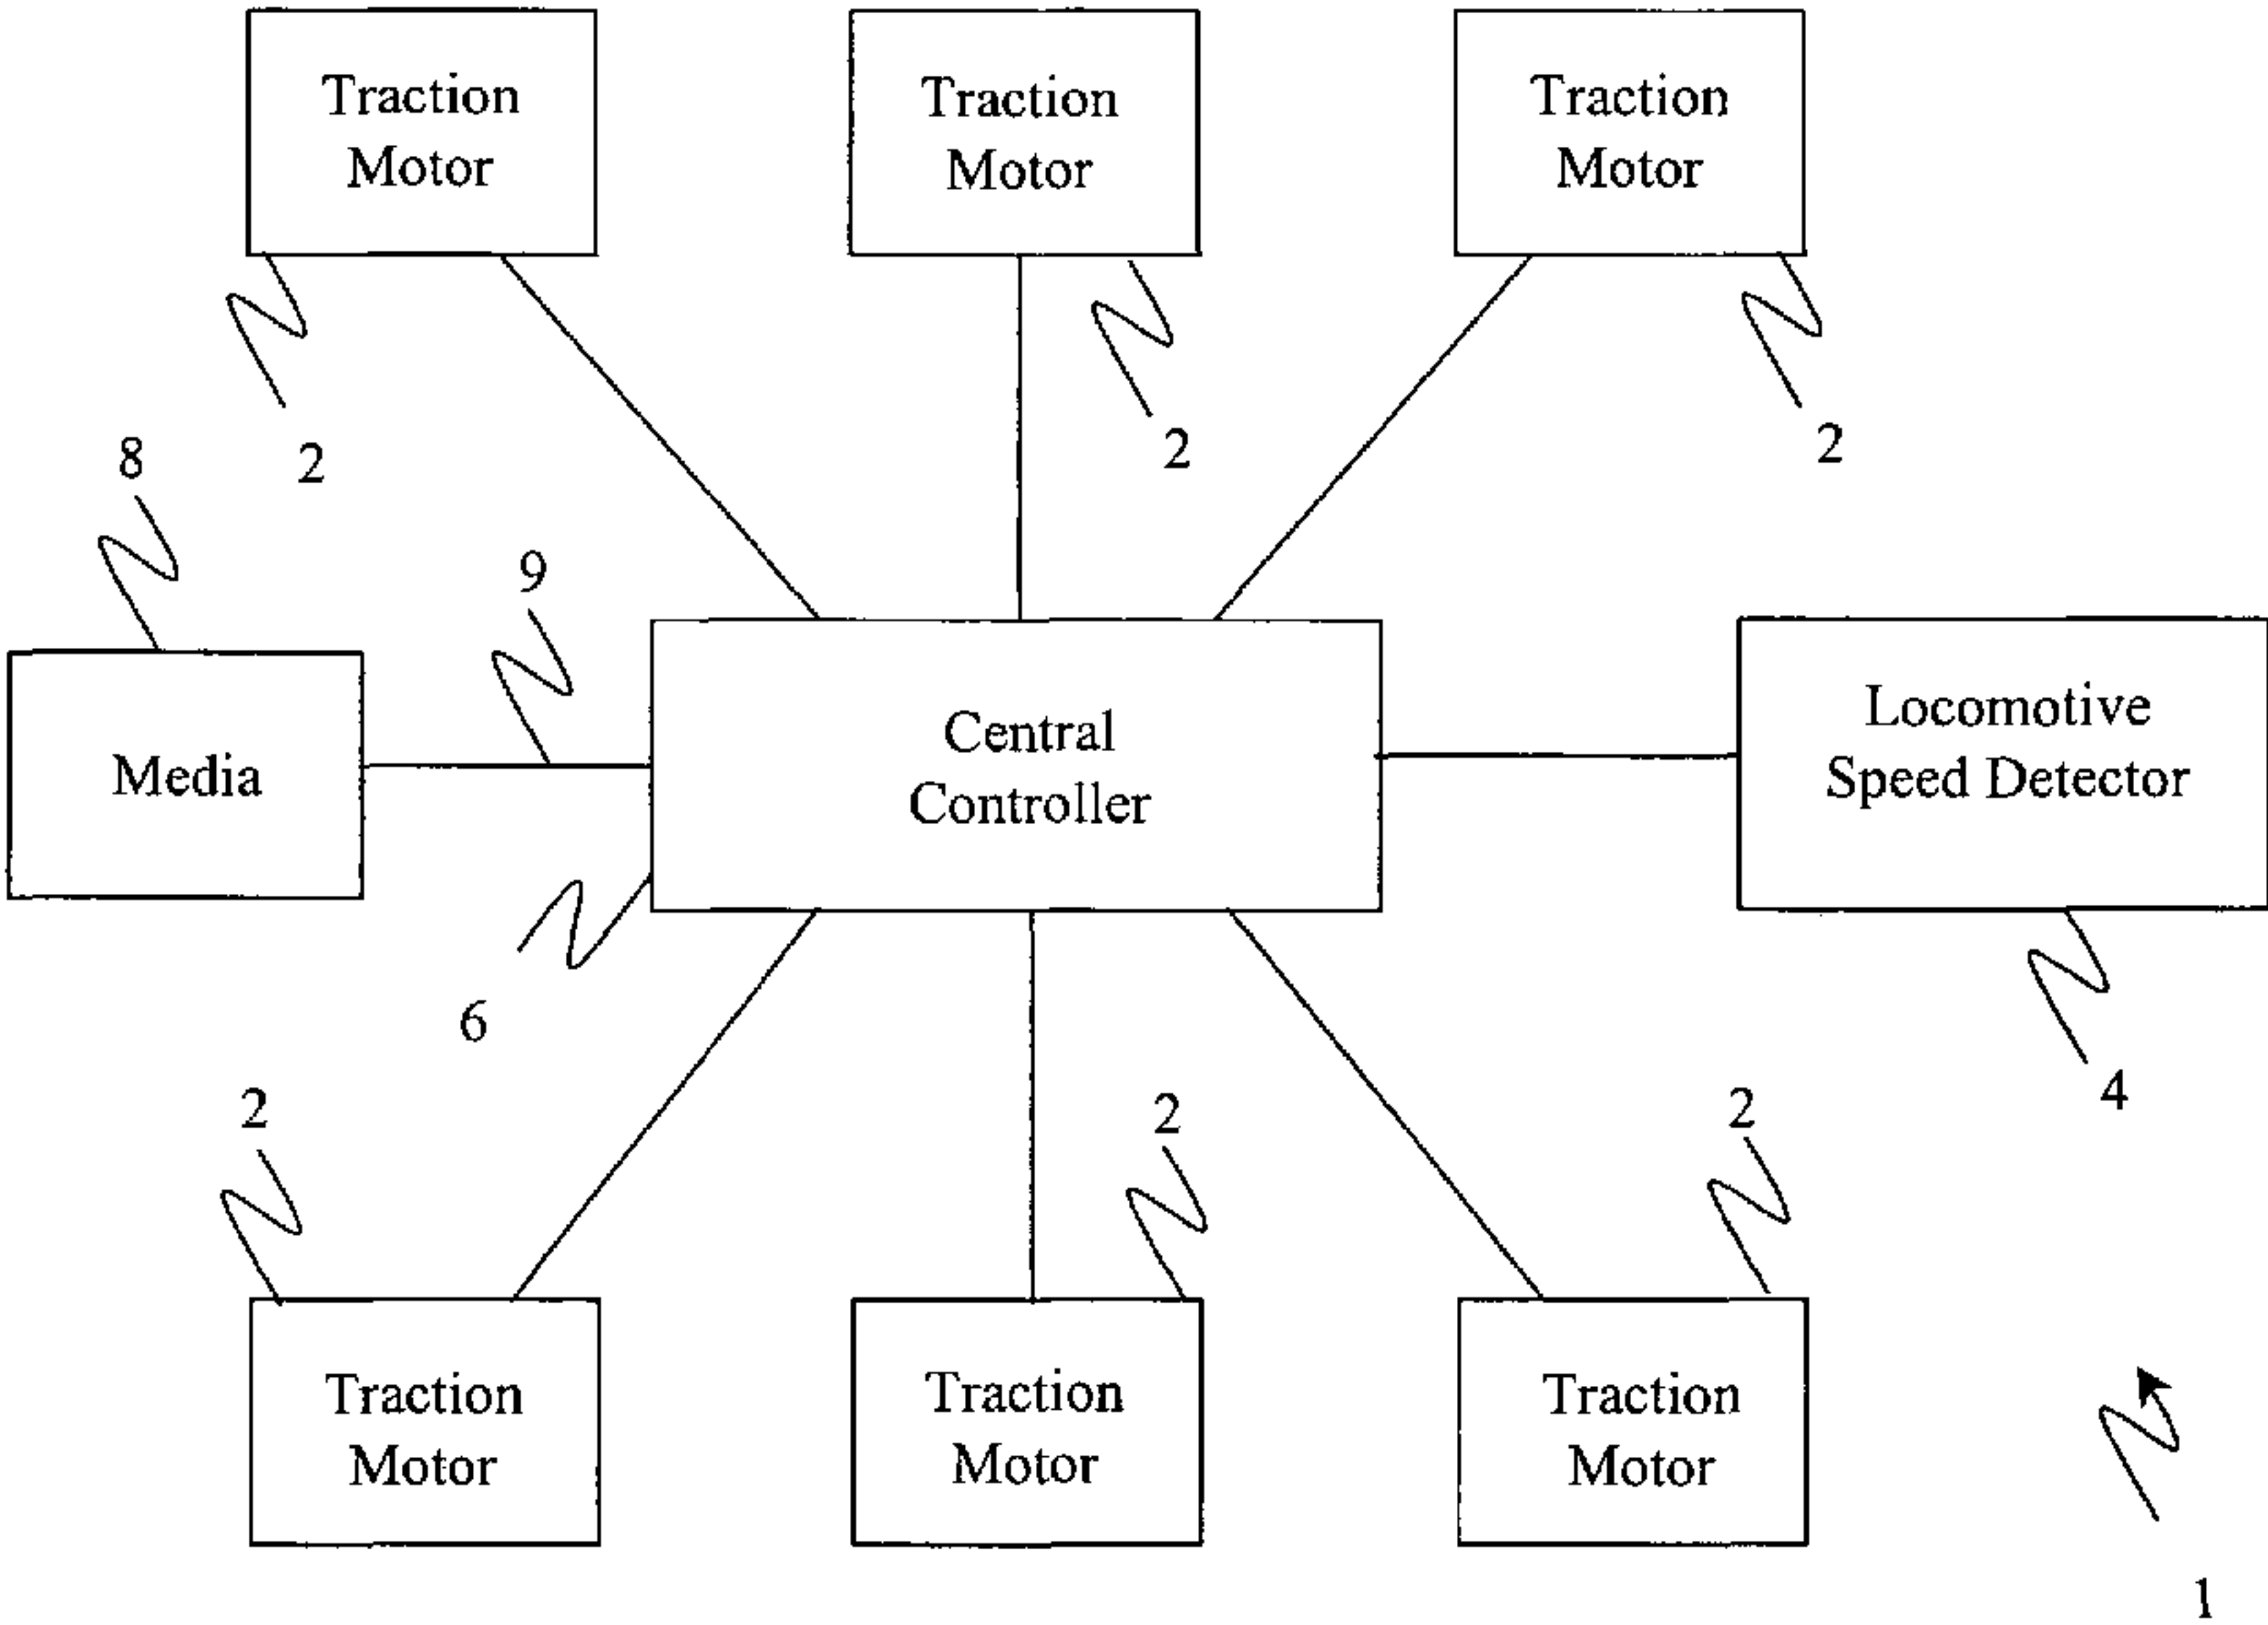 Traction
Motor
Traction
Motor
Traction
Motor
2
2
2
8
9
Media
Central
Controller
Locomotive
Speed Detector
6
4
2
2
2
Traction
Motor
Traction
Motor
Traction
Motor
1